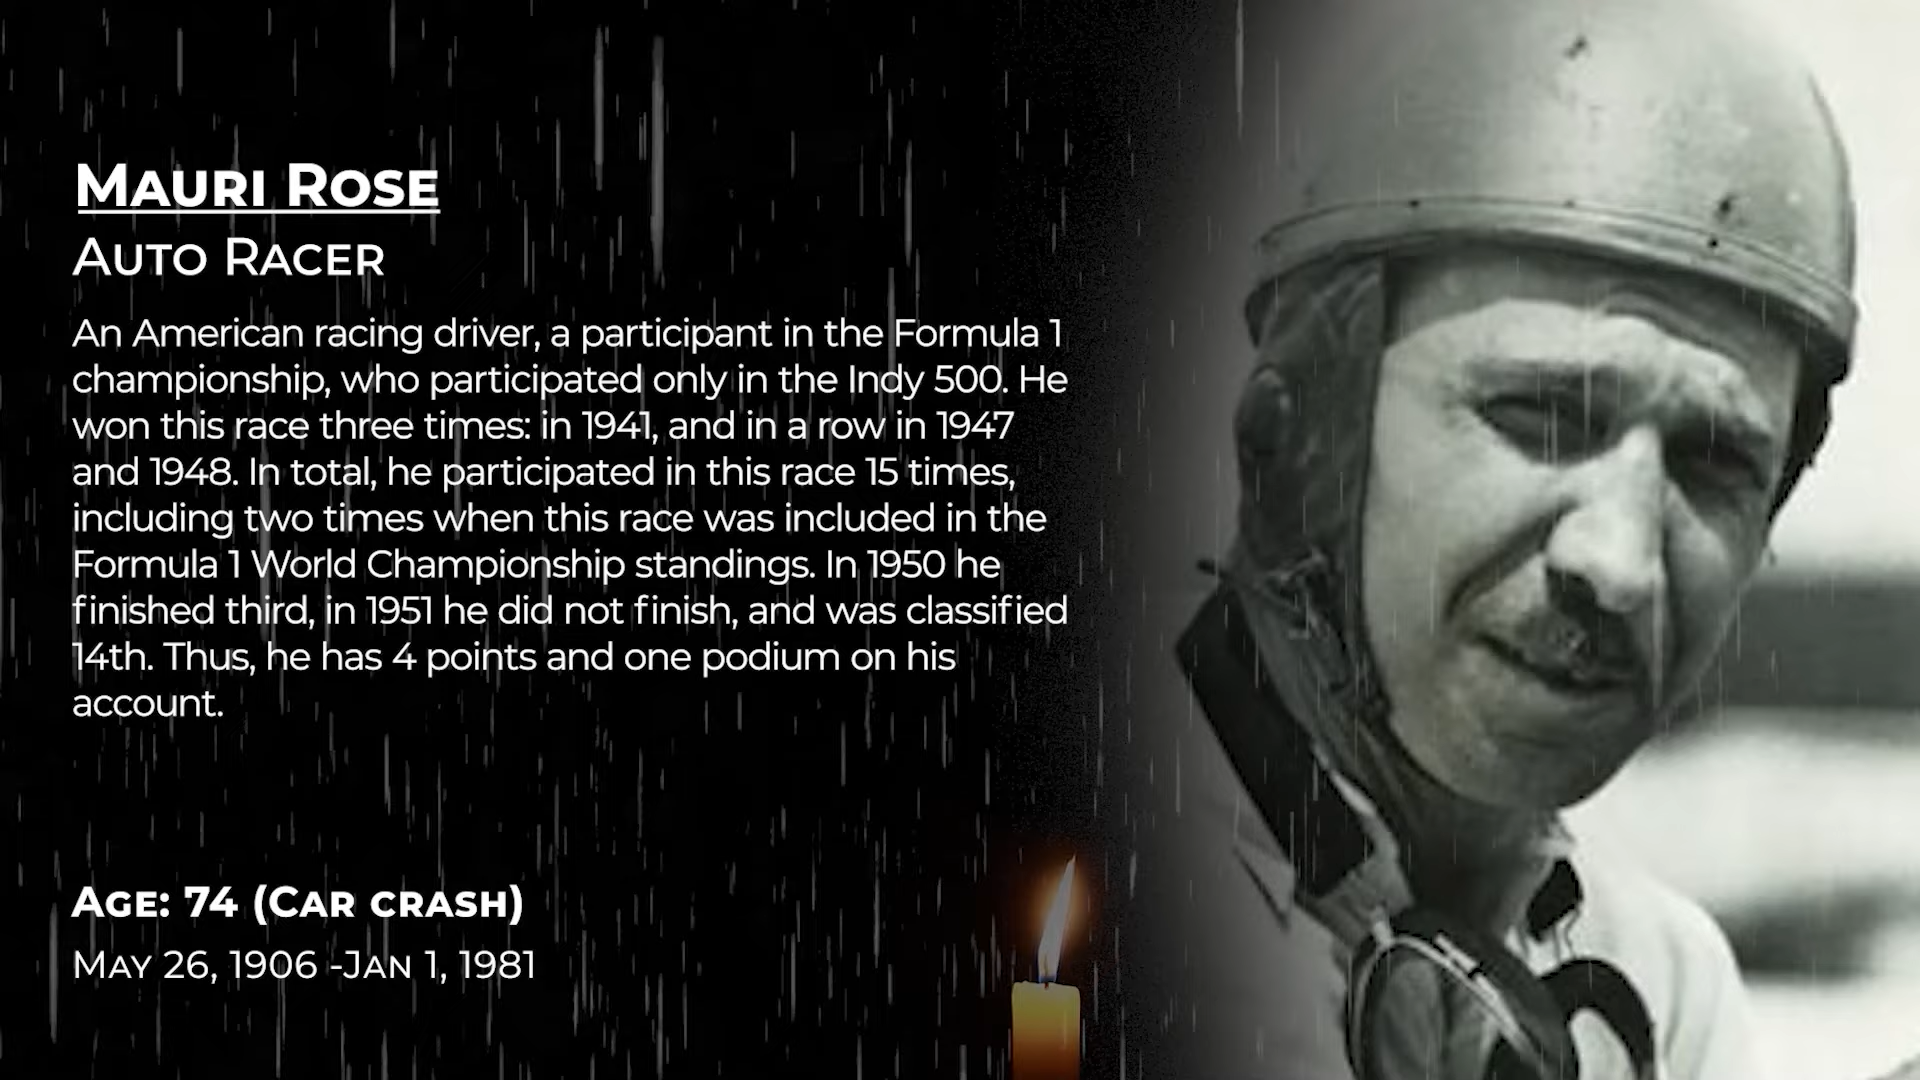 Mauri Rose
Auto Racer
An American racing driver, a participant in the Formula 1
championship, who participated only in the Indy 500. He
won this race three times: in 1941, and in a row in 1947
and 1948. In total, he participated in this race 15 times,
including two times when this race was included in the
Formula 1 World Championship standings. In 1950 he
finished third, in 1951 he did not finish, and was classified
14th. Thus, he has 4 points and one podium on his
account.
Age: 74 (Car crash)
May 26, 1906 -Jan 1, 1981